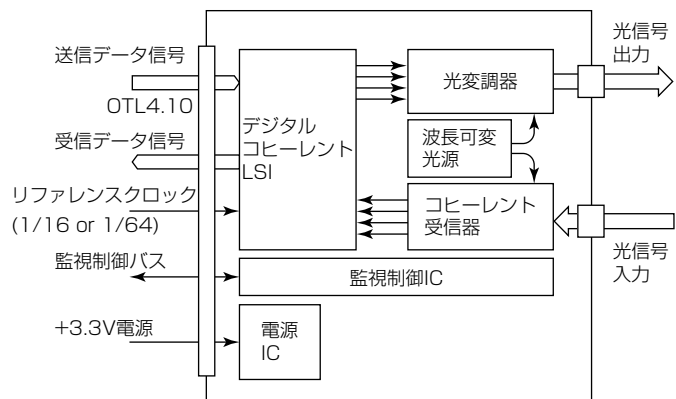 送信データ信号
OTL4.10
受信データ信号
リファレンスクロック
(1/16 or 1/64)
監視制御バス
+3.3V電源
デジタル
コヒーレント
LSI
光変調器
波長可変
光源
コヒーレント
受信器
監視制御IC
電源
IC
光信号
出力
光信号
入力